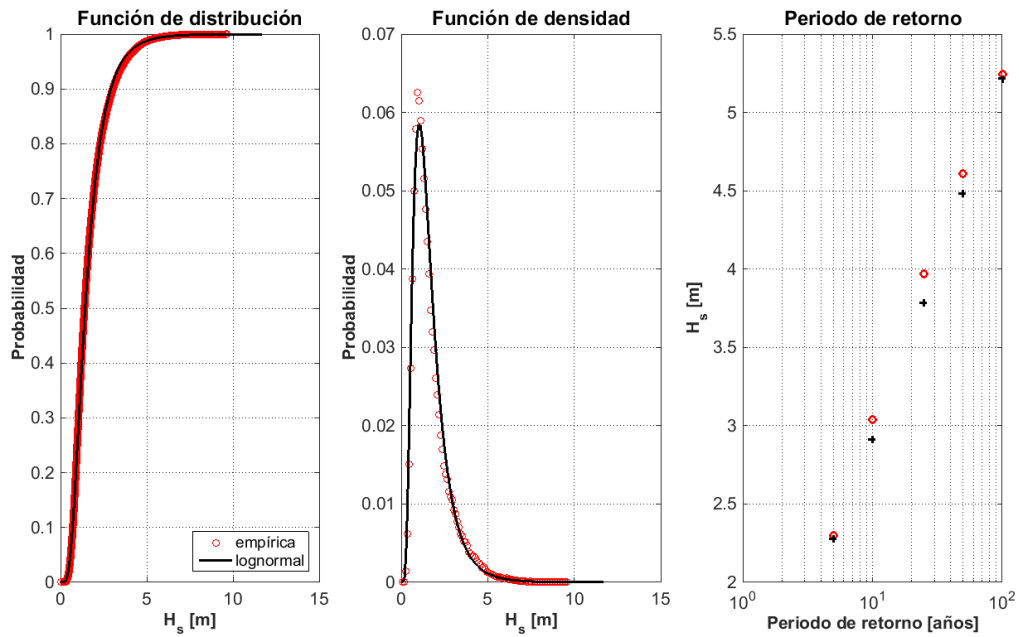 Función de distribución
Probabilidad
1
0.9
0.8
0.7
0.6
0.5
0.4
0.3
0.2
0.1
0
0 5 10 15
H_s [m]
empírica
lognormal
Función de densidad
Probabilidad
0.07
0.06
0.05
0.04
0.03
0.02
0.01
0
0 5 10 15
H_s [m]
Periodo de retorno
H_s [m]
5.5
5
4.5
4
3.5
3
2.5
2
10^0 10^1 10^2
Periodo de retorno [años]